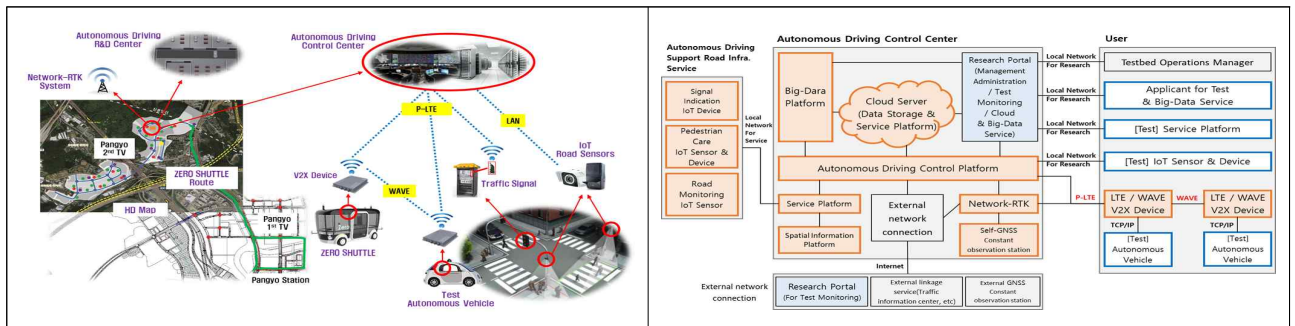 Autonomous Driving
R&D Center
Network-RTK
System
Autonomous Driving
Control Center
P-LTE
LAN
Pangyo
2nd TV
ZERO SHUTTLE
Route
HD Map
Pangyo
1st TV
Pangyo Station
V2X Device
WAVE
Traffic Signal
IoT
Road Sensors
ZERO SHUTTLE
Test
Autonomous Vehicle
Autonomous Driving
Support Road Infra.
Service
Signal
Indication
IoT Device
Pedestrian
Care
IoT Sensor &
Device
Road
Monitoring
IoT Sensor
Local
Network
For
Service
Autonomous Driving Control Center
Big-Dara
Platform
Cloud Server
(Data Storage &
Service Platform)
Research Portal
(Management
Administration
/ Test
Monitoring
/ Cloud
& Big-Data
Service)
Autonomous Driving Control Platform
Service Platform
Spatial Information
Platform
External
network
connection
Network-RTK
Self-GNSS
Constant
observation station
Internet
External network
connection
Research Portal
(For Test Monitoring)
External linkage
service(Traffic
information center, etc)
External GNSS
Constant
observation station
User
Local Network
For Research
Testbed Operations Manager
Local Network
For Research
Applicant for Test
& Big-Data Service
Local Network
For Research
[Test] Service Platform
Local Network
For Research
[Test] IoT Sensor & Device
P-LTE
LTE / WAVE
V2X Device
WAVE
LTE / WAVE
V2X Device
TCP/IP
TCP/IP
[Test]
Autonomous
Vehicle
[Test]
Autonomous
Vehicle